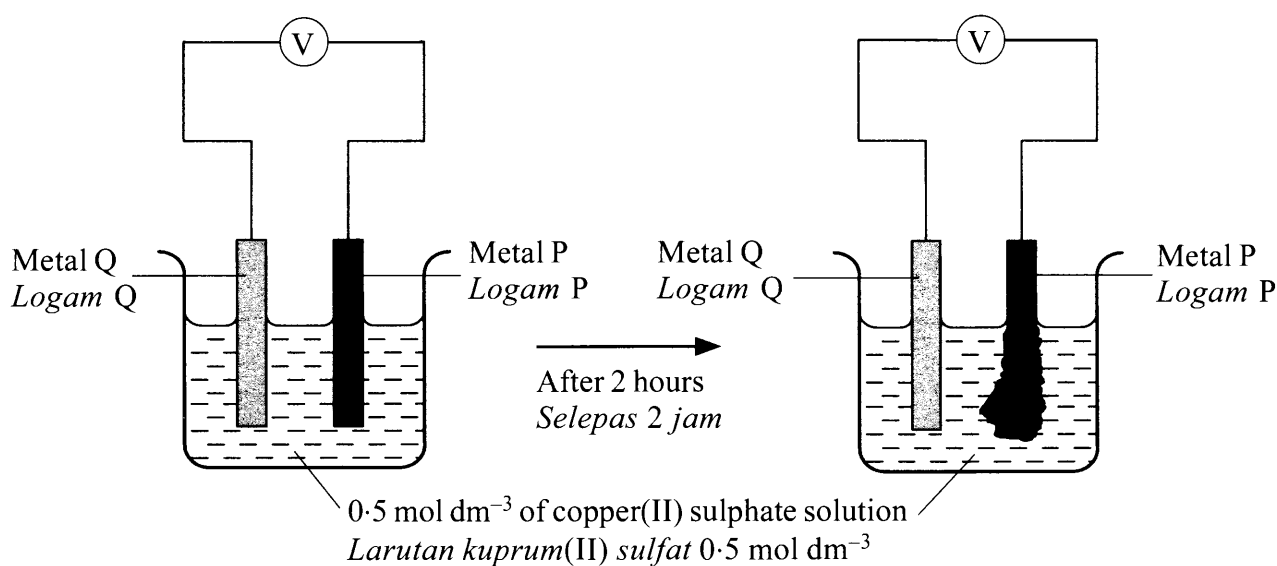 V
Metal Q
Logam Q
Metal P
Logam P
After 2 hours
Selepas 2 jam
V
Metal Q
Logam Q
Metal P
Logam P
0·5 mol dm⁻³ of copper(II) sulphate solution
Larutan kuprum(II) sulfat 0·5 mol dm⁻³